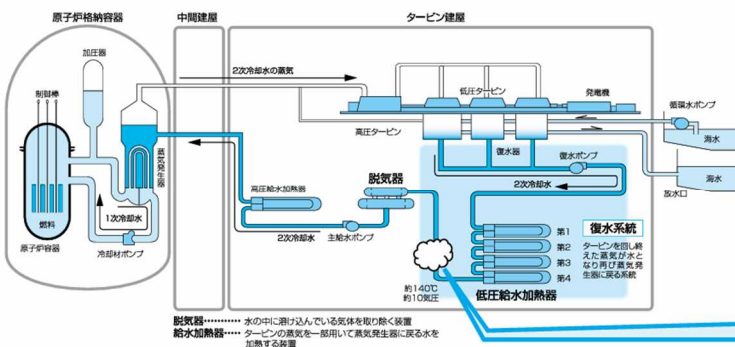 原子炉格納容器
中間建屋
タービン建屋
加圧器
制御棒
2次冷却水の蒸気
低圧タービン
発電機
循環水ポンプ
高圧タービン
海水
蒸気発生器
復水器
復水ポンプ
海水
放水口
脱気器
高圧給水加熱器
2次冷却水
1次冷却水
燃料
原子炉容器
冷却材ポンプ
2次冷却水
主給水ポンプ
第1
第2
第3
第4
復水系統
タービンを回し終
えた蒸気が水と
なり再び蒸気発
生器に戻る系統
約140℃
約10気圧
低圧給水加熱器
脱気器………… 水の中に溶け込んでいる気体を取り除く装置
給水加熱器…… タービンの蒸気を一部用いて蒸気発生器に戻る水を
加熱する装置